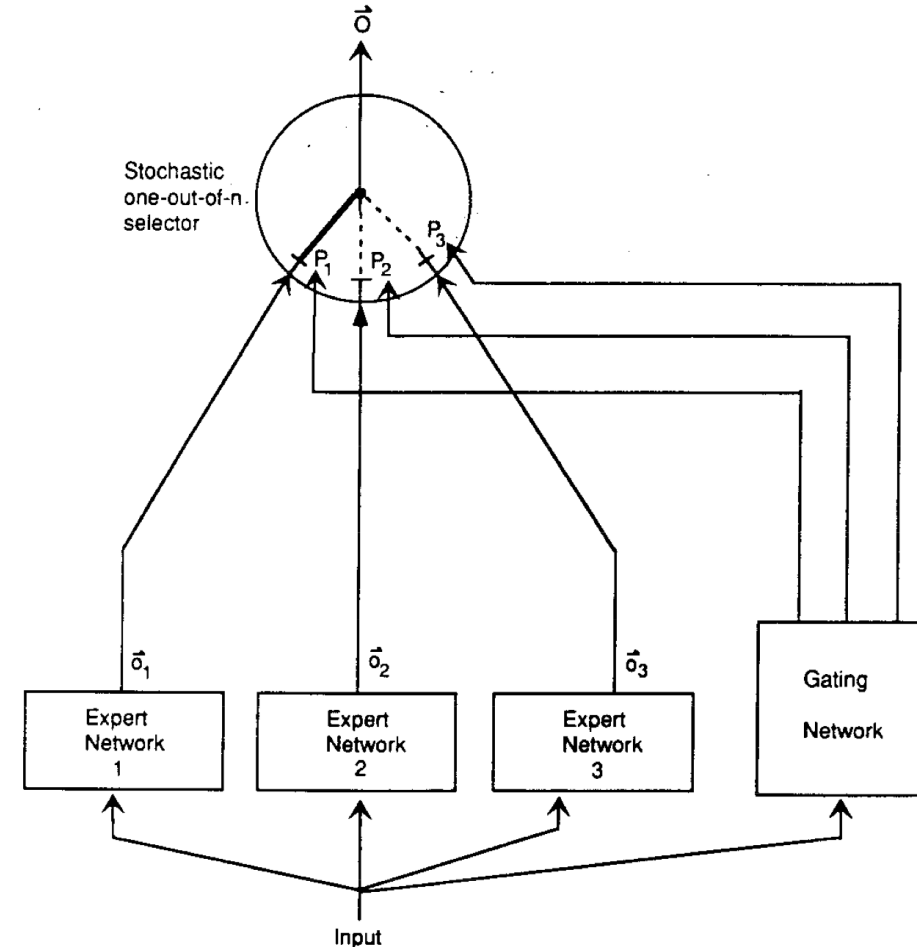 O⃗
Stochastic
one-out-of-n
selector
P₁
P₂
P₃
o⃗₁
o⃗₂
o⃗₃
Expert
Network
1
Expert
Network
2
Expert
Network
3
Gating
Network
Input